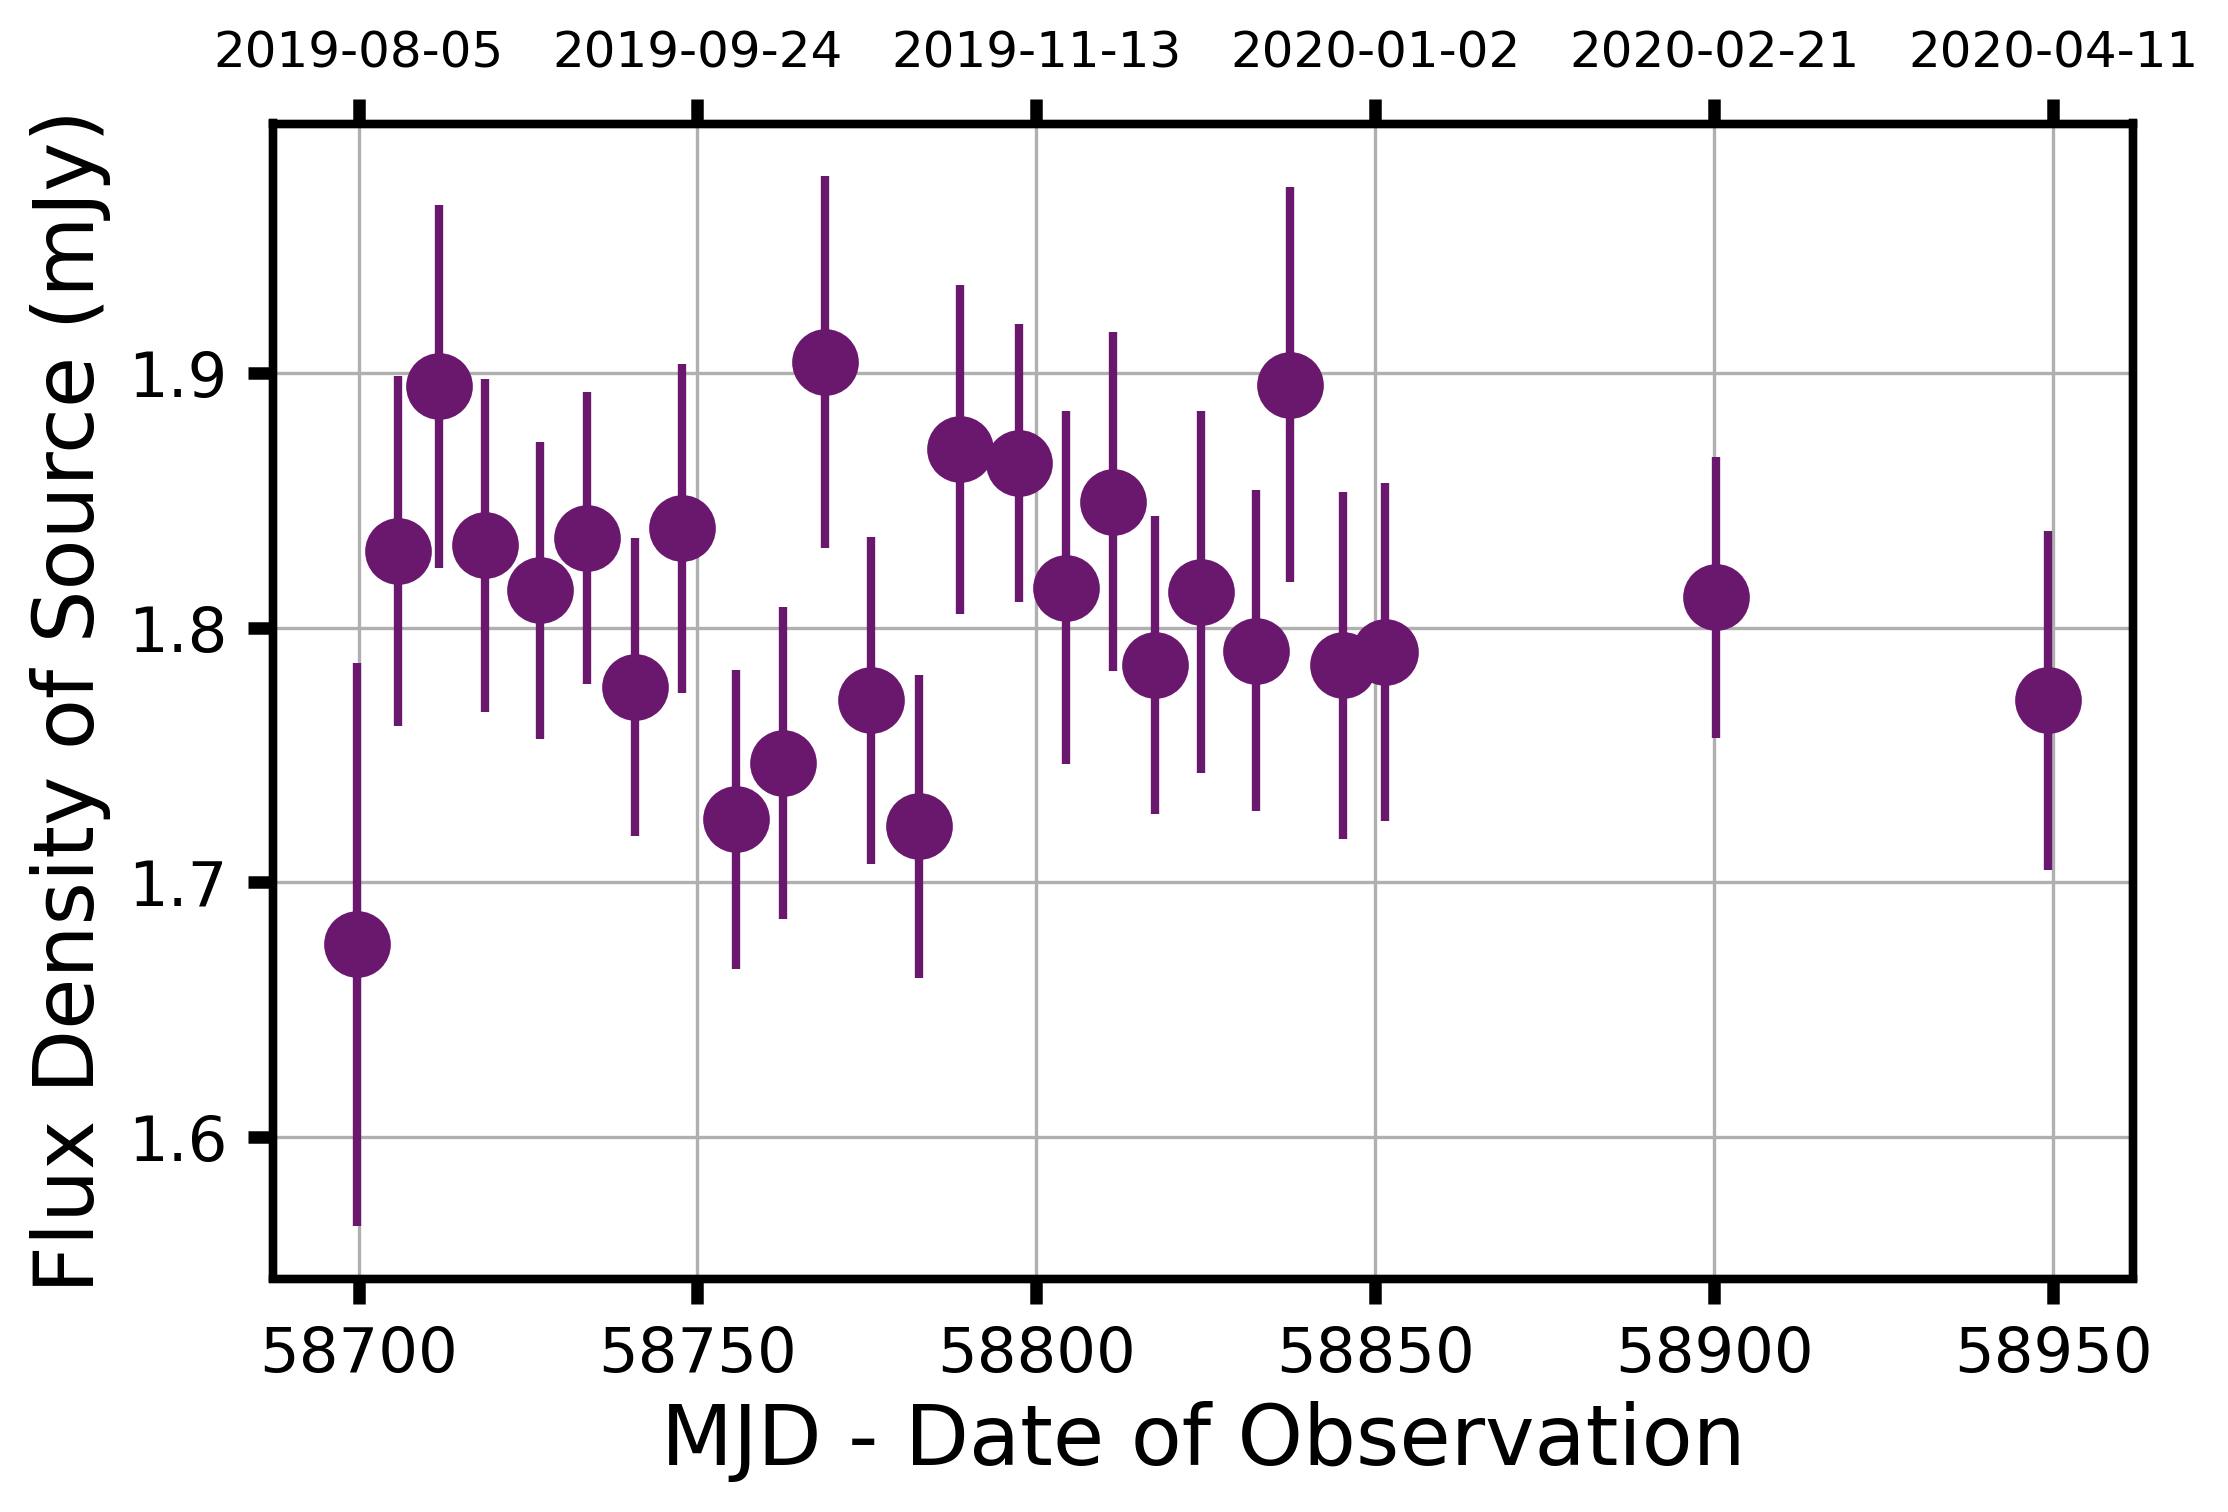 2019-08-05 2019-09-24 2019-11-13 2020-01-02 2020-02-21 2020-04-11
Flux Density of Source (mJy)
1.9
1.8
1.7
1.6
58700 58750 58800 58850 58900 58950
MJD - Date of Observation